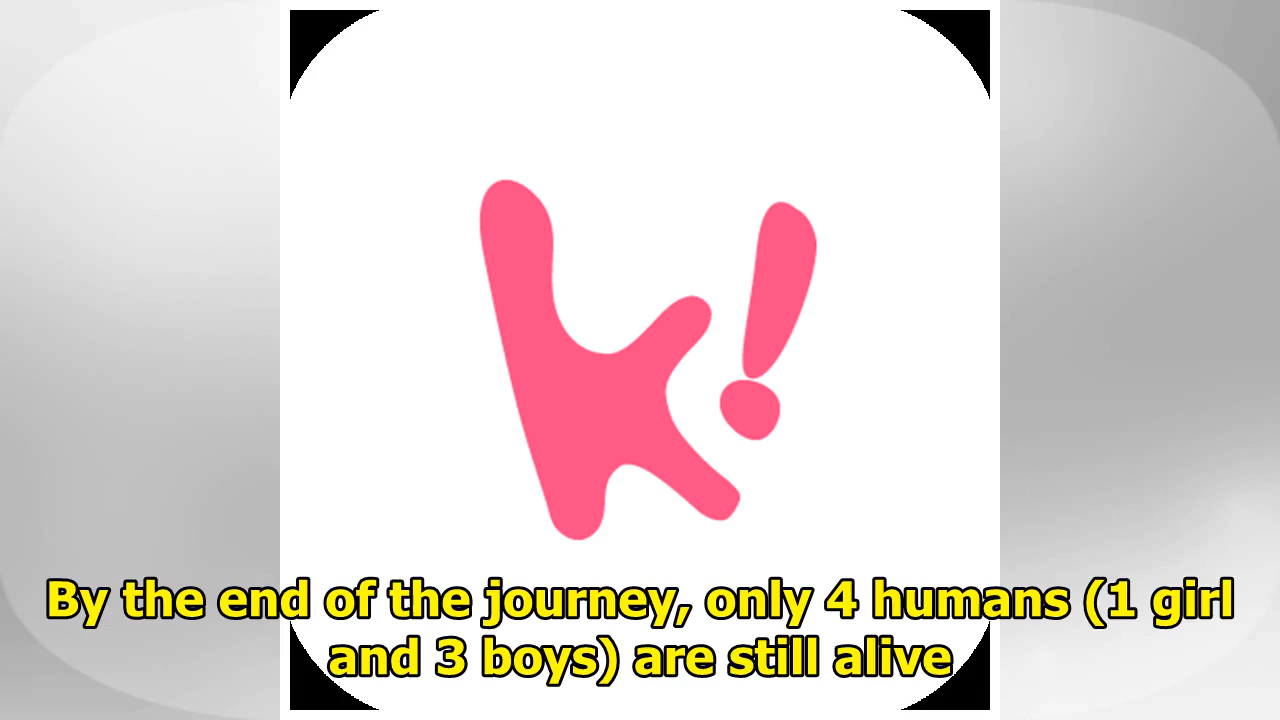 k!
By the end of the journey, only 4 humans (1 girl
and 3 boys) are still alive